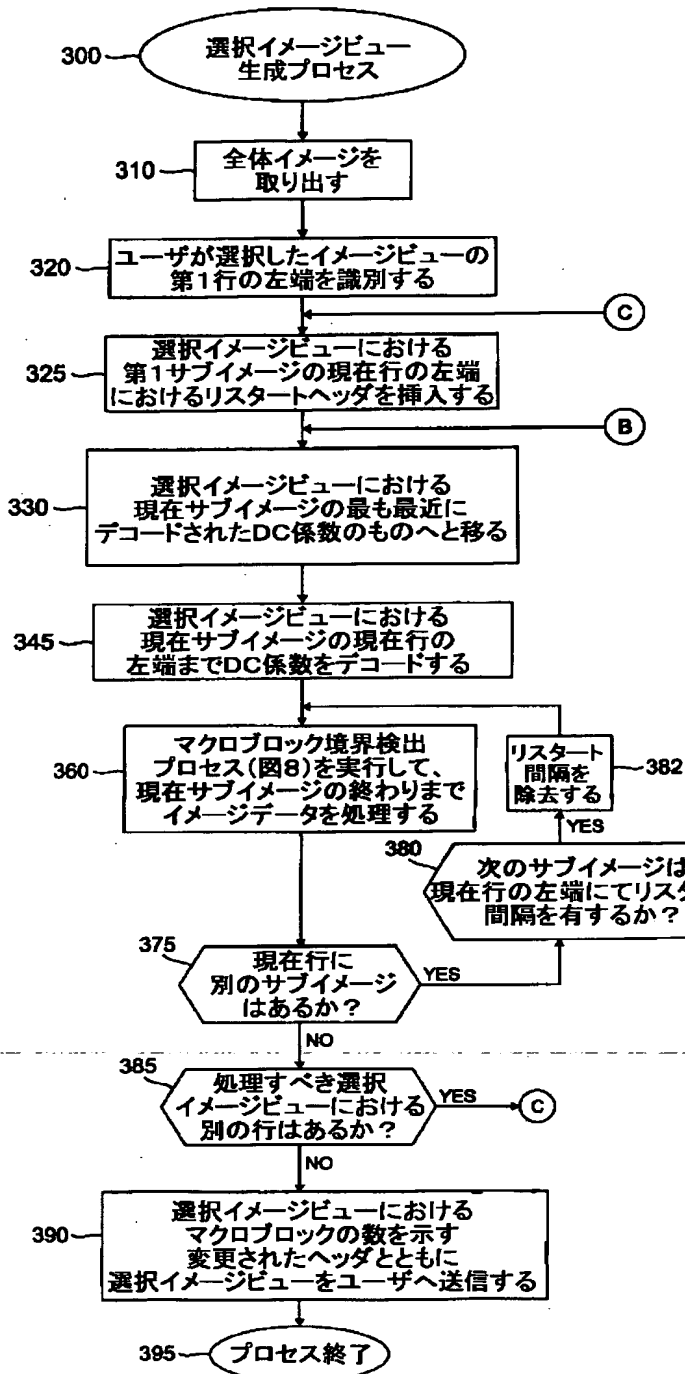 300
選択イメージビュー
生成プロセス
310
全体イメージを
取り出す
320
ユーザが選択したイメージビューの
第1行の左端を識別する
C
325
選択イメージビューにおける
第1サブイメージの現在行の左端
におけるリスタートヘッダを挿入する
B
330
選択イメージビューにおける
現在サブイメージの最も最近に
デコードされたDC係数のものへと移る
345
選択イメージビューにおける
現在サブイメージの現在行の
左端までDC係数をデコードする
360
マクロブロック境界検出
プロセス(図8)を実行して、
現在サブイメージの終わりまで
イメージデータを処理する
リスタート
間隔を
除去する
382
YES
380
次のサブイメージは
現在行の左端にてリスタ
間隔を有するか?
375
現在行に
別のサブイメージ
はあるか?
YES
NO
385
処理すべき選択
イメージビューにおける
別の行はあるか?
YES
C
NO
390
選択イメージビューにおける
マクロブロックの数を示す
変更されたヘッダとともに
選択イメージビューをユーザへ送信する
395
プロセス終了